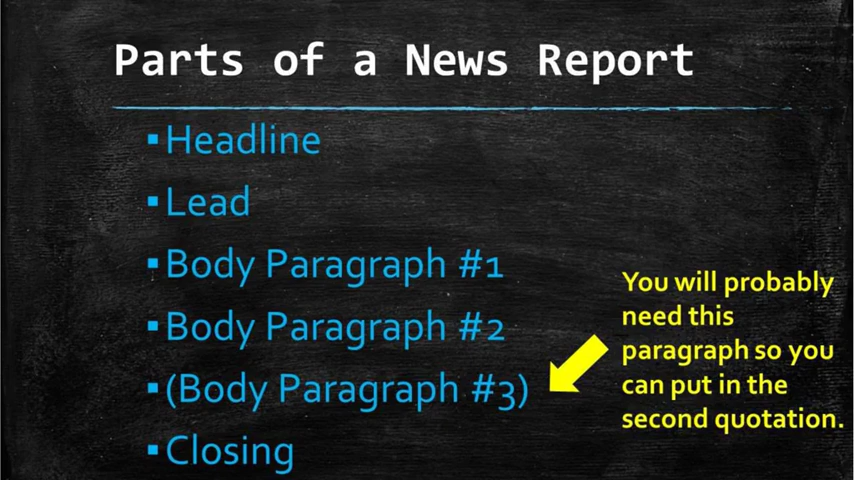 Parts of a News Report
▪Headline
▪Lead
▪Body Paragraph #1
▪Body Paragraph #2
▪(Body Paragraph #3)
▪Closing
You will probably
need this
paragraph so you
can put in the
second quotation.